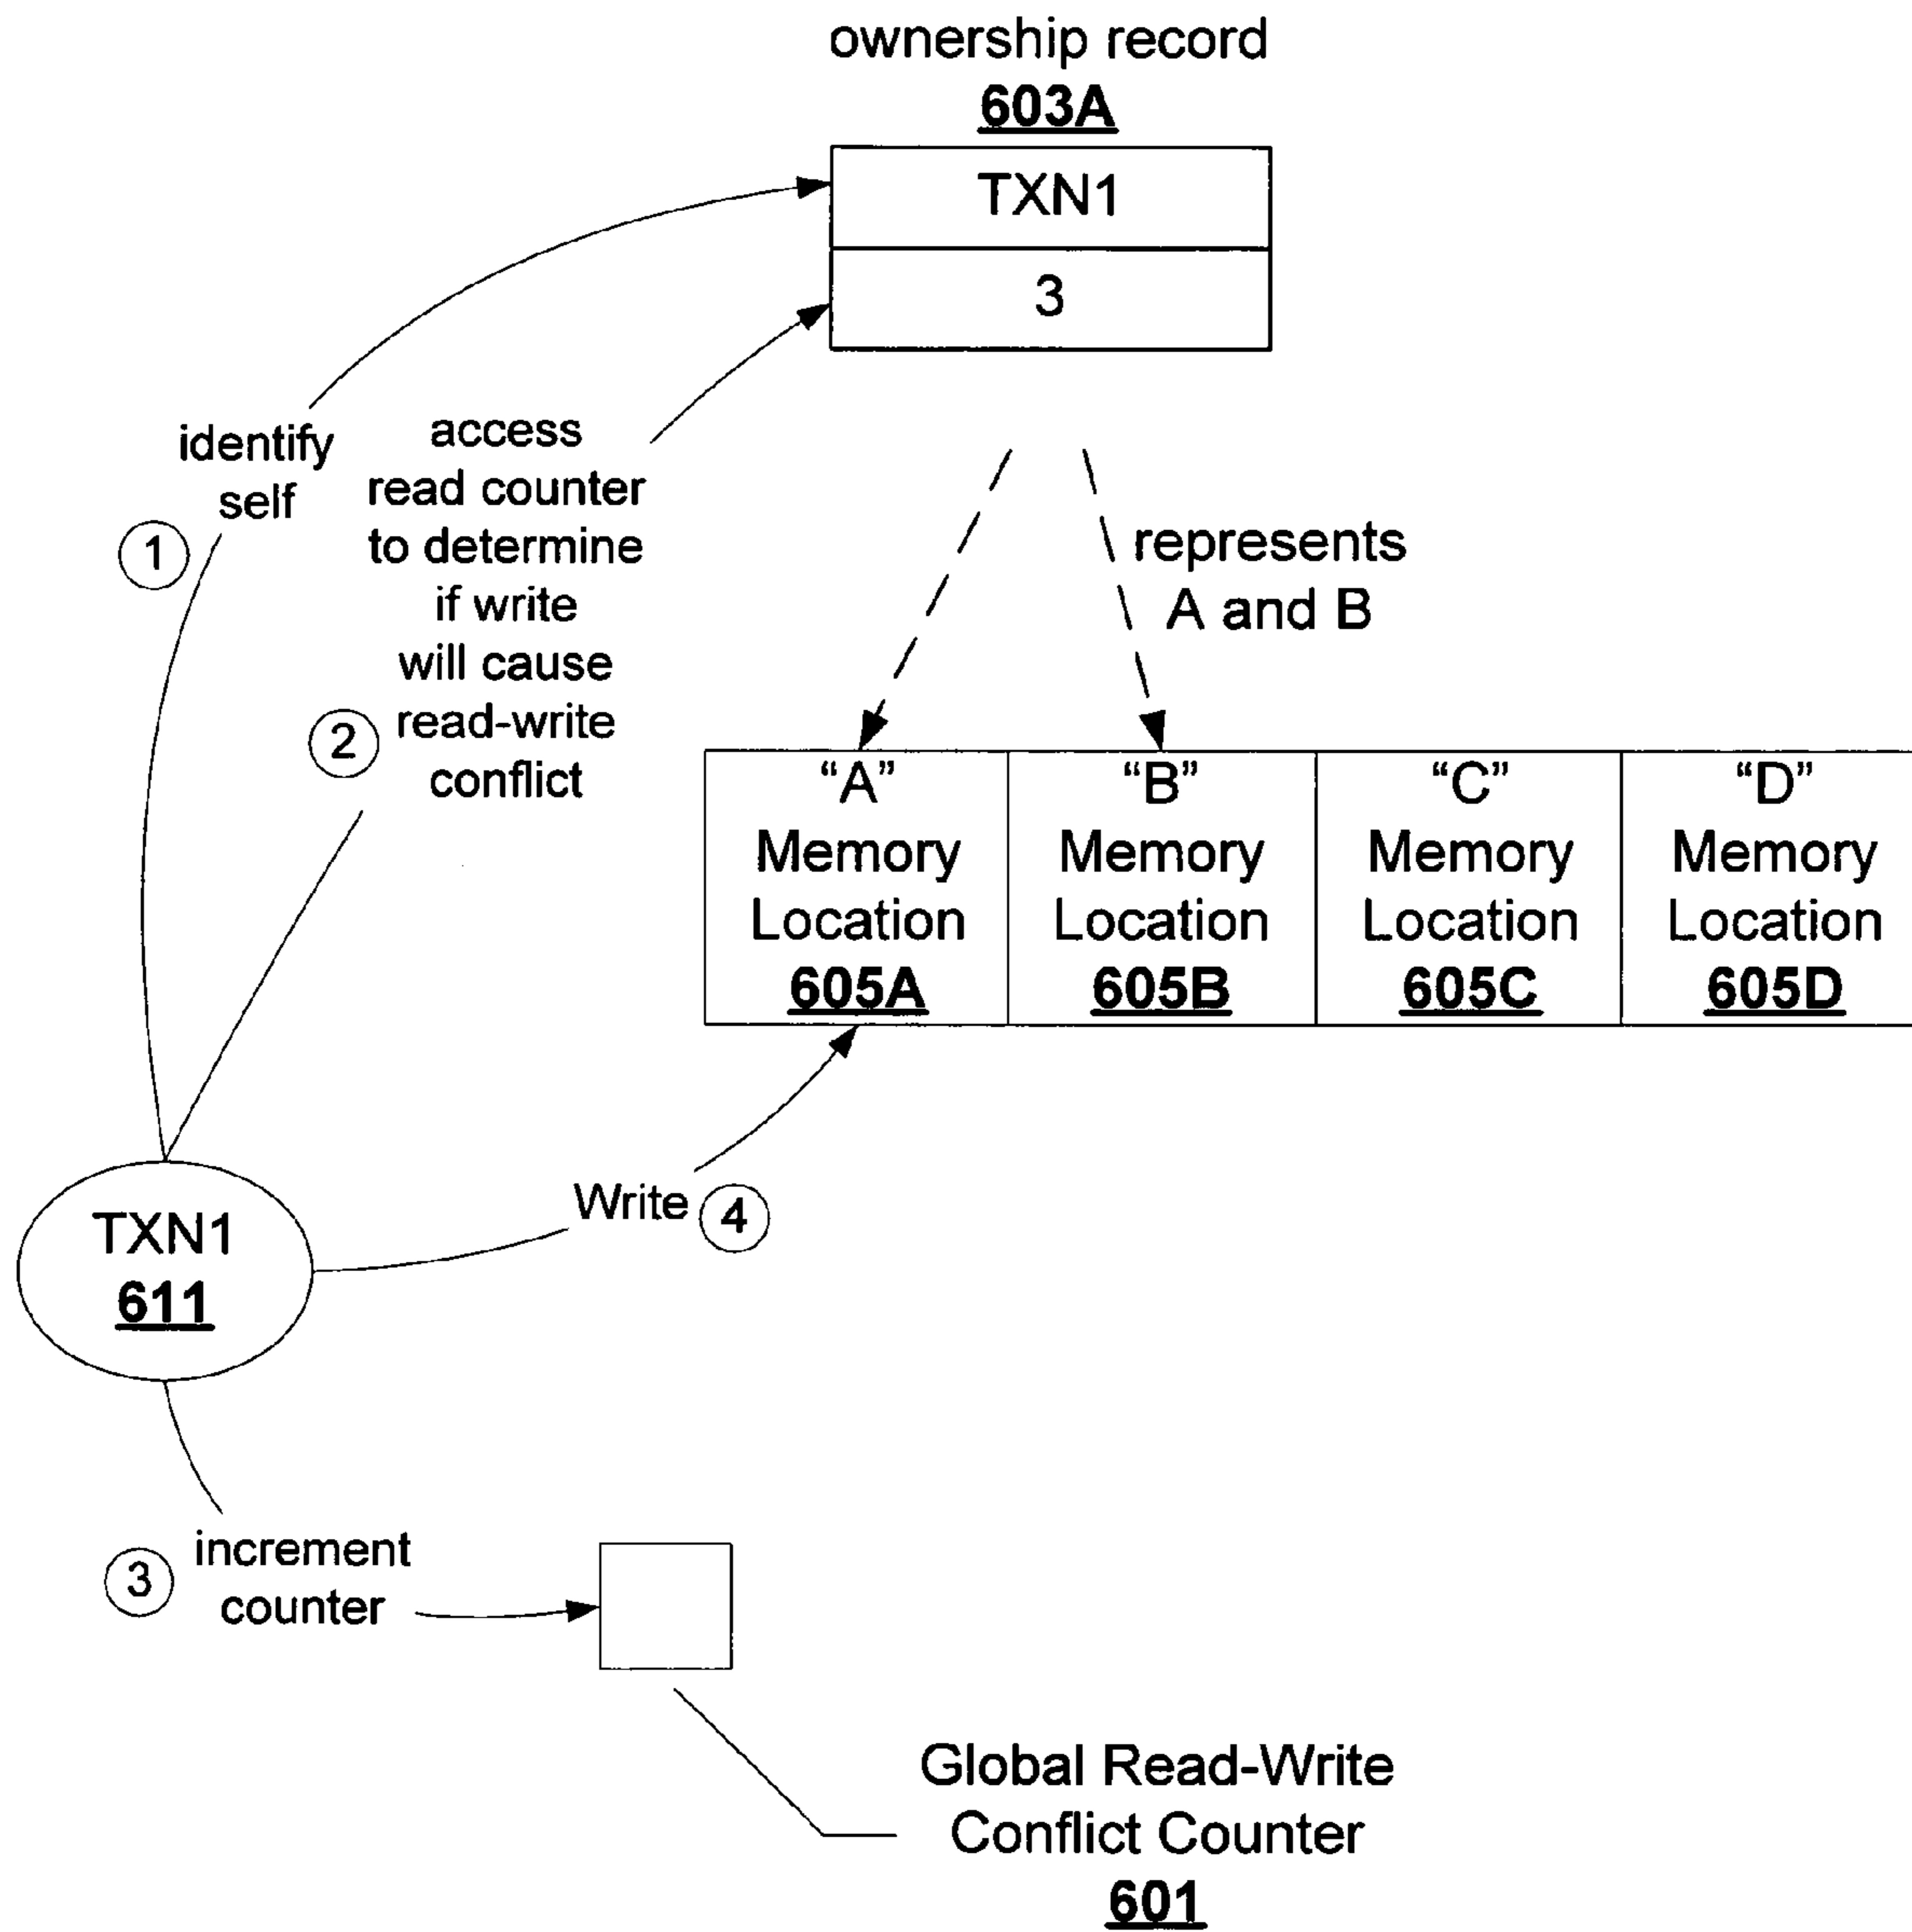 ownership record
603A
TXN1
3
identify
self
1
access
read counter
to determine
if write
will cause
read-write
conflict
2
represents
A and B
“A”
Memory
Location
605A
“B”
Memory
Location
605B
“C”
Memory
Location
605C
“D”
Memory
Location
605D
Write 4
TXN1
611
3
increment
counter
Global Read-Write
Conflict Counter
601